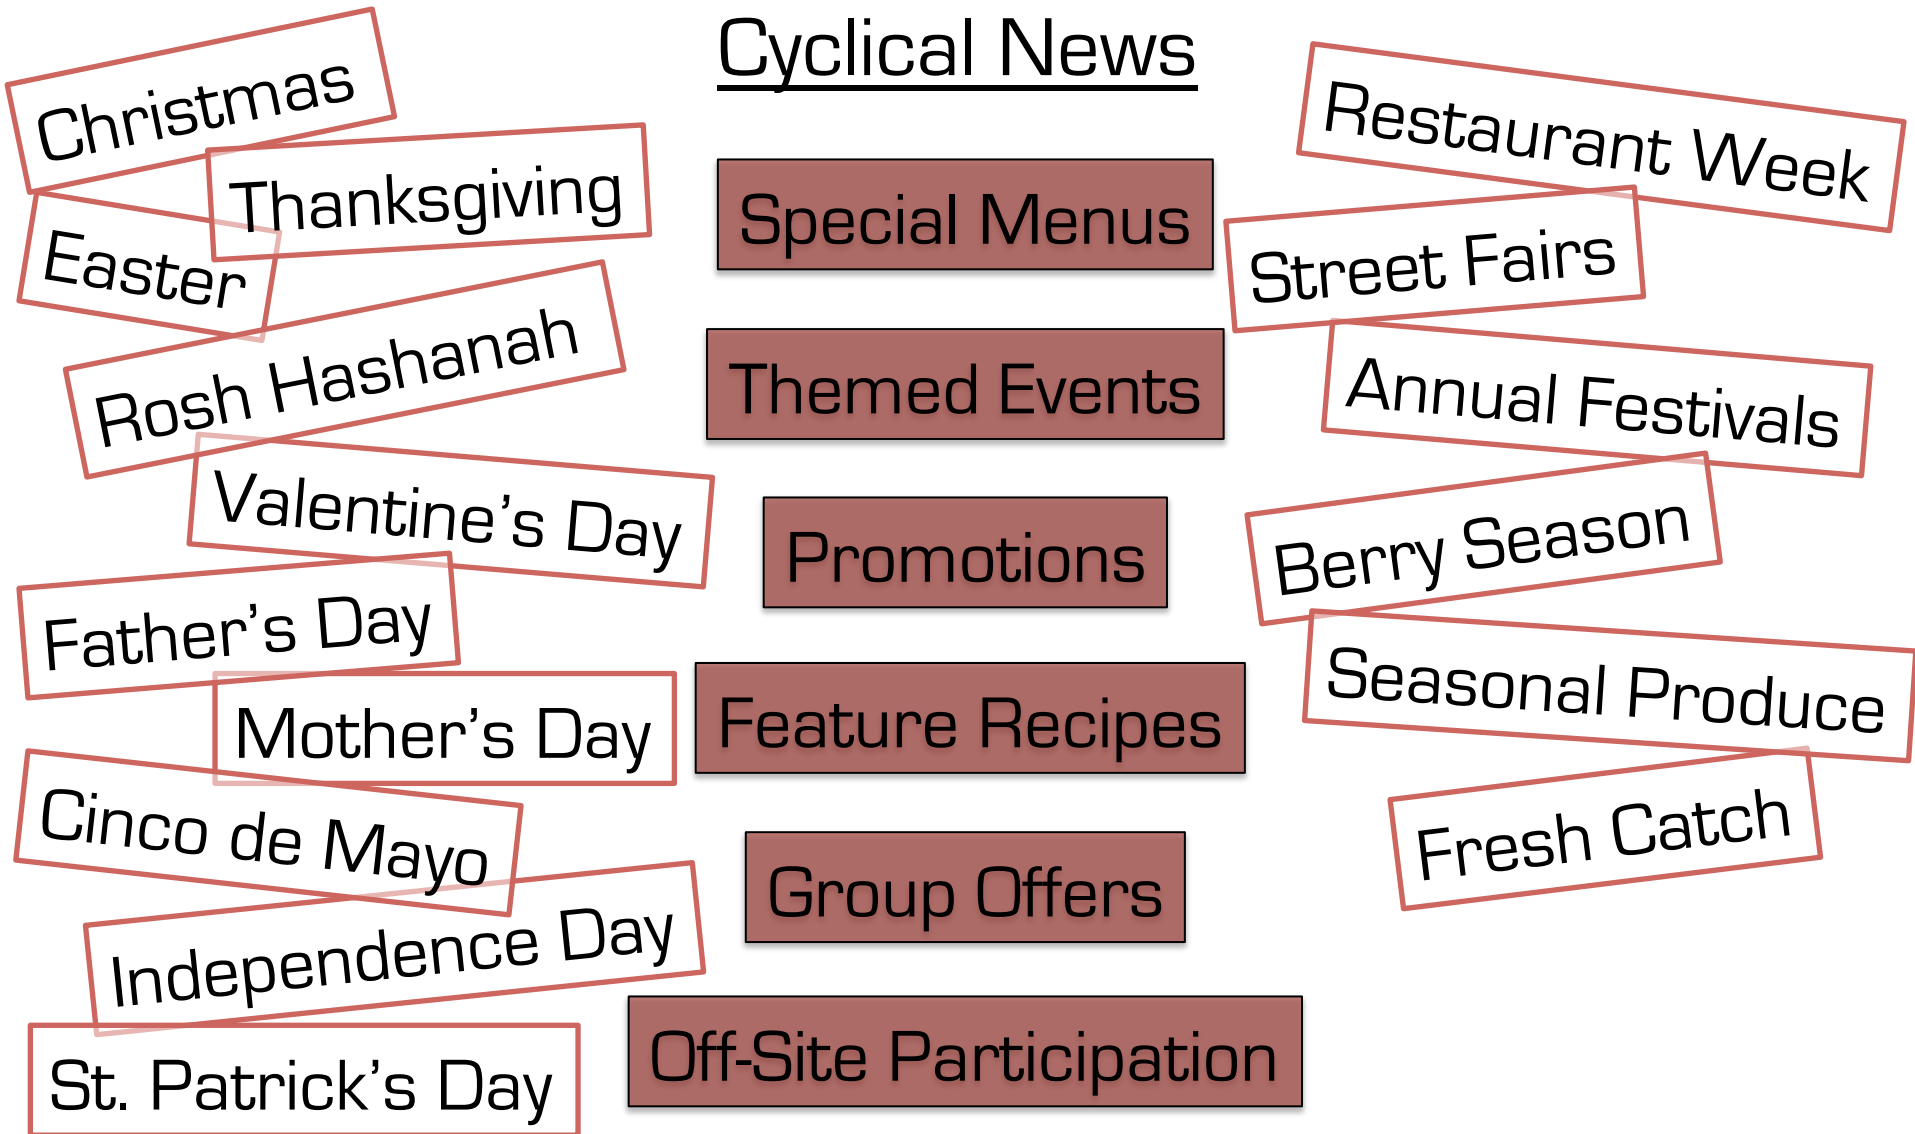 Cyclical News
Christmas
Thanksgiving
Easter
Rosh Hashanah
Valentine's Day
Father's Day
Mother's Day
Cinco de Mayo
Independence Day
St. Patrick's Day
Special Menus
Themed Events
Promotions
Feature Recipes
Group Offers
Off-Site Participation
Restaurant Week
Street Fairs
Annual Festivals
Berry Season
Seasonal Produce
Fresh Catch